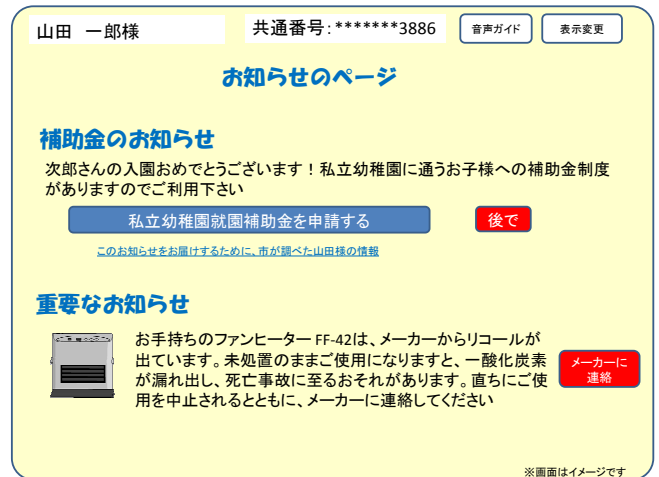 山田 一郎様 共通番号:*******3886 音声ガイド 表示変更
お知らせのページ
補助金のお知らせ
次郎さんの入園おめでとうございます！私立幼稚園に通うお子様への補助金制度
がありますのでご利用下さい
私立幼稚園就園補助金を申請する 後で
このお知らせをお届けするために、市が調べた山田様の情報
重要なお知らせ
お手持ちのファンヒーター FF-42は、メーカーからリコールが
出ています。未処置のままご使用になりますと、一酸化炭素
が漏れ出し、死亡事故に至るおそれがあります。直ちにご使
用を中止されるとともに、メーカーに連絡してください
メーカーに
連絡
※画面はイメージです